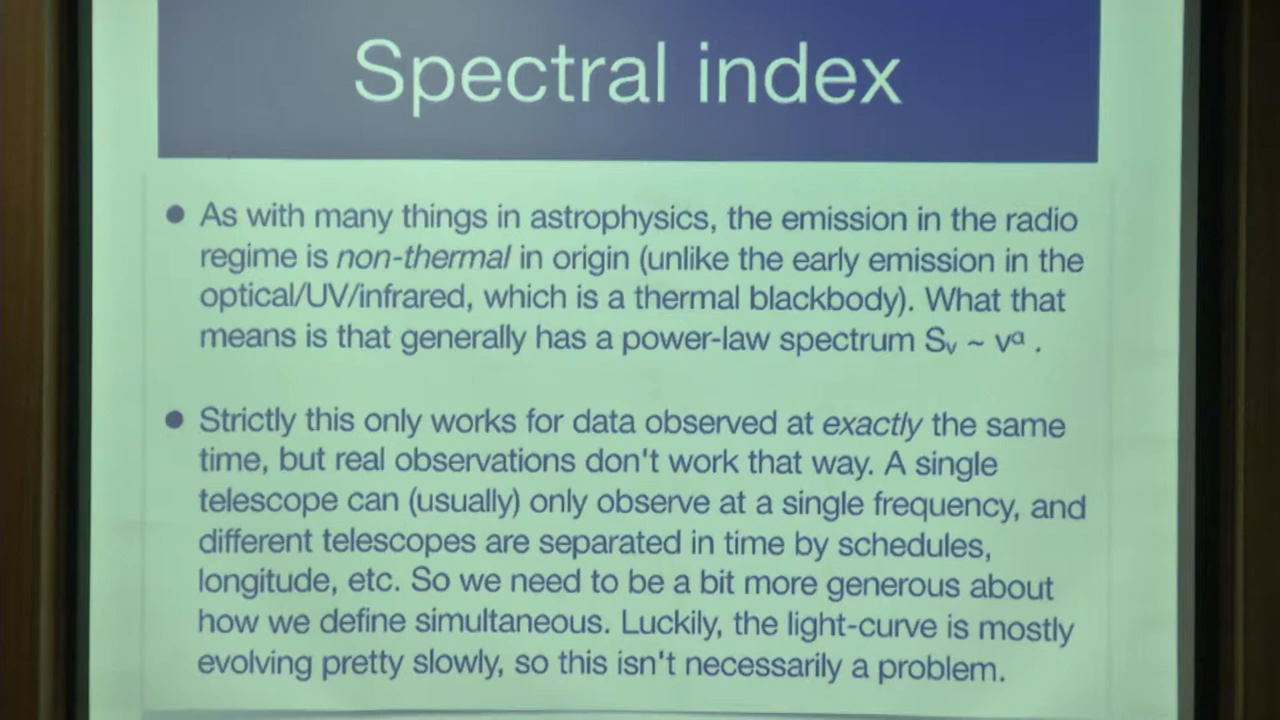 Spectral index
● As with many things in astrophysics, the emission in the radio
regime is non-thermal in origin (unlike the early emission in the
optical/UV/infrared, which is a thermal blackbody). What that
means is that generally has a power-law spectrum Sᵥ ~ νᵅ .
● Strictly this only works for data observed at exactly the same
time, but real observations don't work that way. A single
telescope can (usually) only observe at a single frequency, and
different telescopes are separated in time by schedules,
longitude, etc. So we need to be a bit more generous about
how we define simultaneous. Luckily, the light-curve is mostly
evolving pretty slowly, so this isn't necessarily a problem.